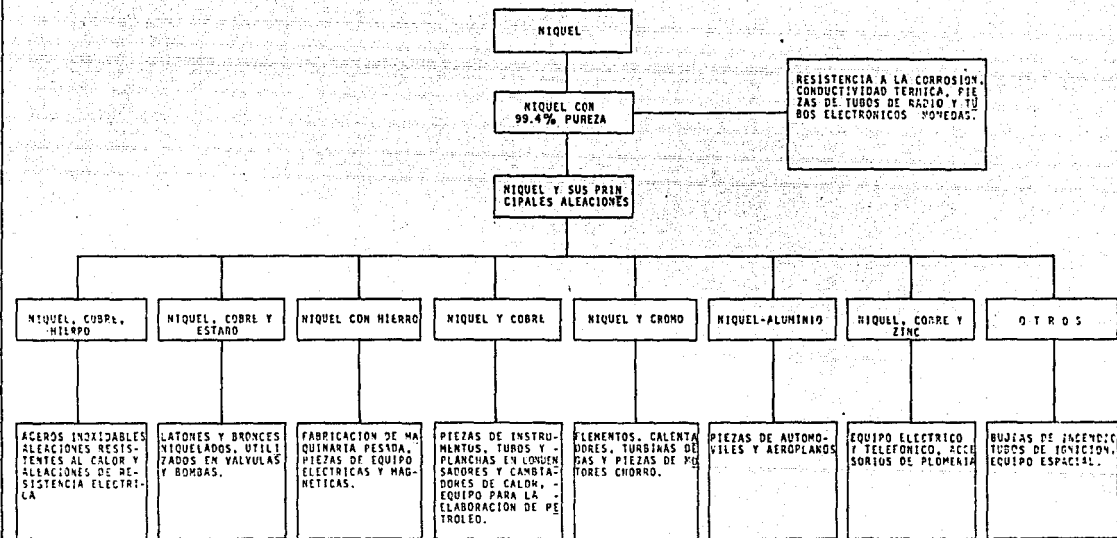 NIQUEL
NIQUEL CON
99.4% PUREZA
RESISTENCIA A LA CORROSION,
CONDUCTIVIDAD TERMICA, PIE
ZAS DE TUBOS DE RADIO Y TU
BOS ELECTRONICOS MONEDAS.
NIQUEL Y SUS PRIN
CIPALES ALEACIONES
NIQUEL, COBRE,
HIERRO
NIQUEL, COBRE Y
ESTAÑO
NIQUEL CON HIERRO
NIQUEL Y COBRE
NIQUEL Y CROMO
NIQUEL-ALUMINIO
NIQUEL, COBRE Y
ZINC
O T R O S
ACEROS INOXIDABLES
ALEACIONES RESIS-
TENTES AL CALOR Y
ALEACIONES DE RE-
SISTENCIA ELECTRI-
CA
LATONES Y BRONCES
NIQUELADOS, UTILI
ZADOS EN VALVULAS
Y BOMBAS.
FABRICACION DE MA
QUINARIA PESADA,
PIEZAS DE EQUIPO
ELECTRICAS Y MAG-
NETICAS.
PIEZAS DE INSTRU-
MENTOS, TUBOS Y -
PLANCHAS EN CONDEN
SADORES Y CAMBIA-
DORES DE CALOR, -
EQUIPO PARA LA -
ELABORACION DE PE
TROLEO.
ELEMENTOS, CALENTA
DORES, TURBINAS DE
GAS Y PIEZAS DE MO
TORES CHORRO.
PIEZAS DE AUTOMO-
VILES Y AEROPLANOS
EQUIPO ELECTRICO
Y TELEFONICO, ACCE
SORIOS DE PLOMERIA
BUJIAS DE INCENDIO
TUBOS DE IGNICION,
EQUIPO ESPACIAL.